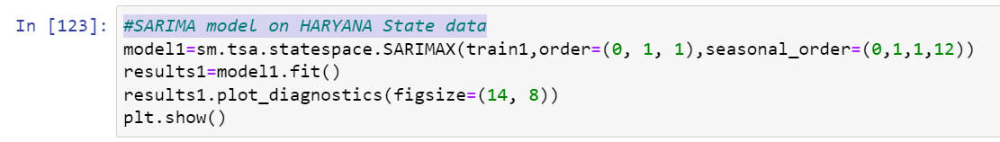 In [123]: #SARIMA model on HARYANA State data
model1=sm.tsa.statespace.SARIMAX(train1,order=(0, 1, 1),seasonal_order=(0,1,1,12))
results1=model1.fit()
results1.plot_diagnostics(figsize=(14, 8))
plt.show()